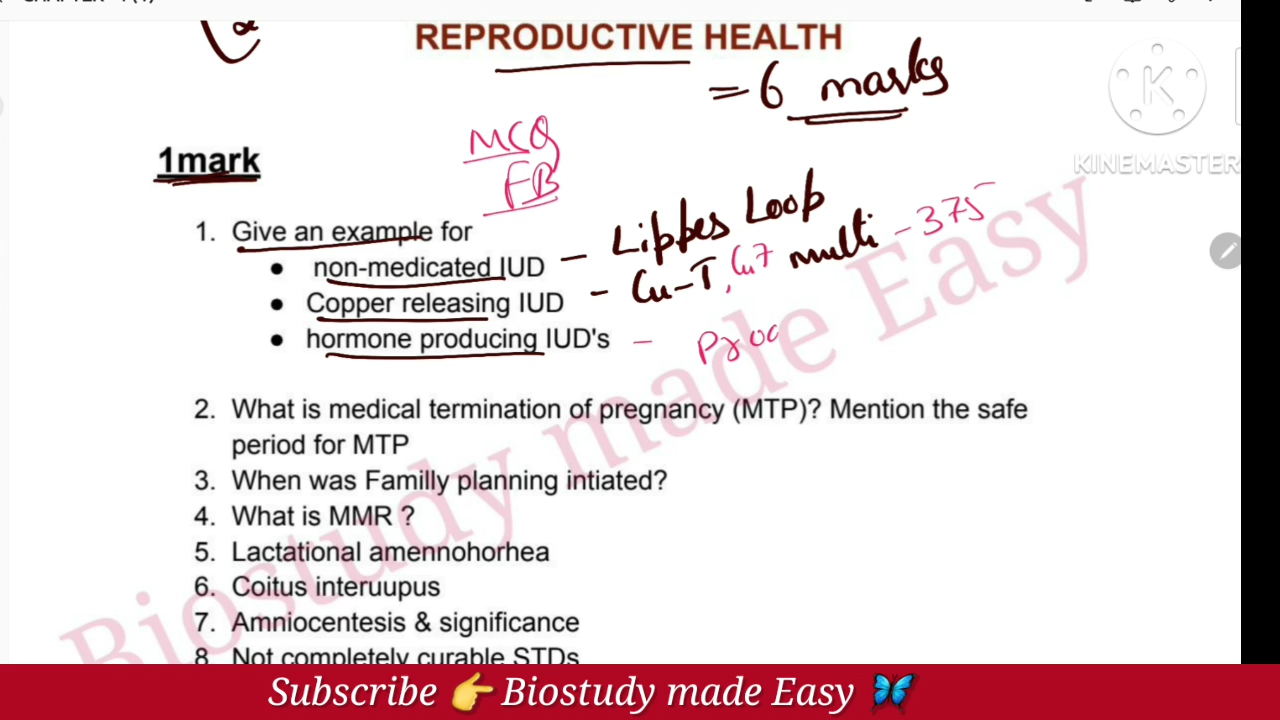 REPRODUCTIVE HEALTH
= 6 marks
MCQ
FB
1mark
KINEMASTER
1. Give an example for
● non-medicated IUD – Lippes Loop
● Copper releasing IUD – Cu-T, Cu7 multi - 375
● hormone producing IUD's –
2. What is medical termination of pregnancy (MTP)? Mention the safe
period for MTP
3. When was Familly planning intiated?
4. What is MMR ?
5. Lactational amennohorhea
6. Coitus interuupus
7. Amniocentesis & significance
8 Not completely curable STDs
Biostudy made Easy
Subscribe 👉 Biostudy made Easy 🦋